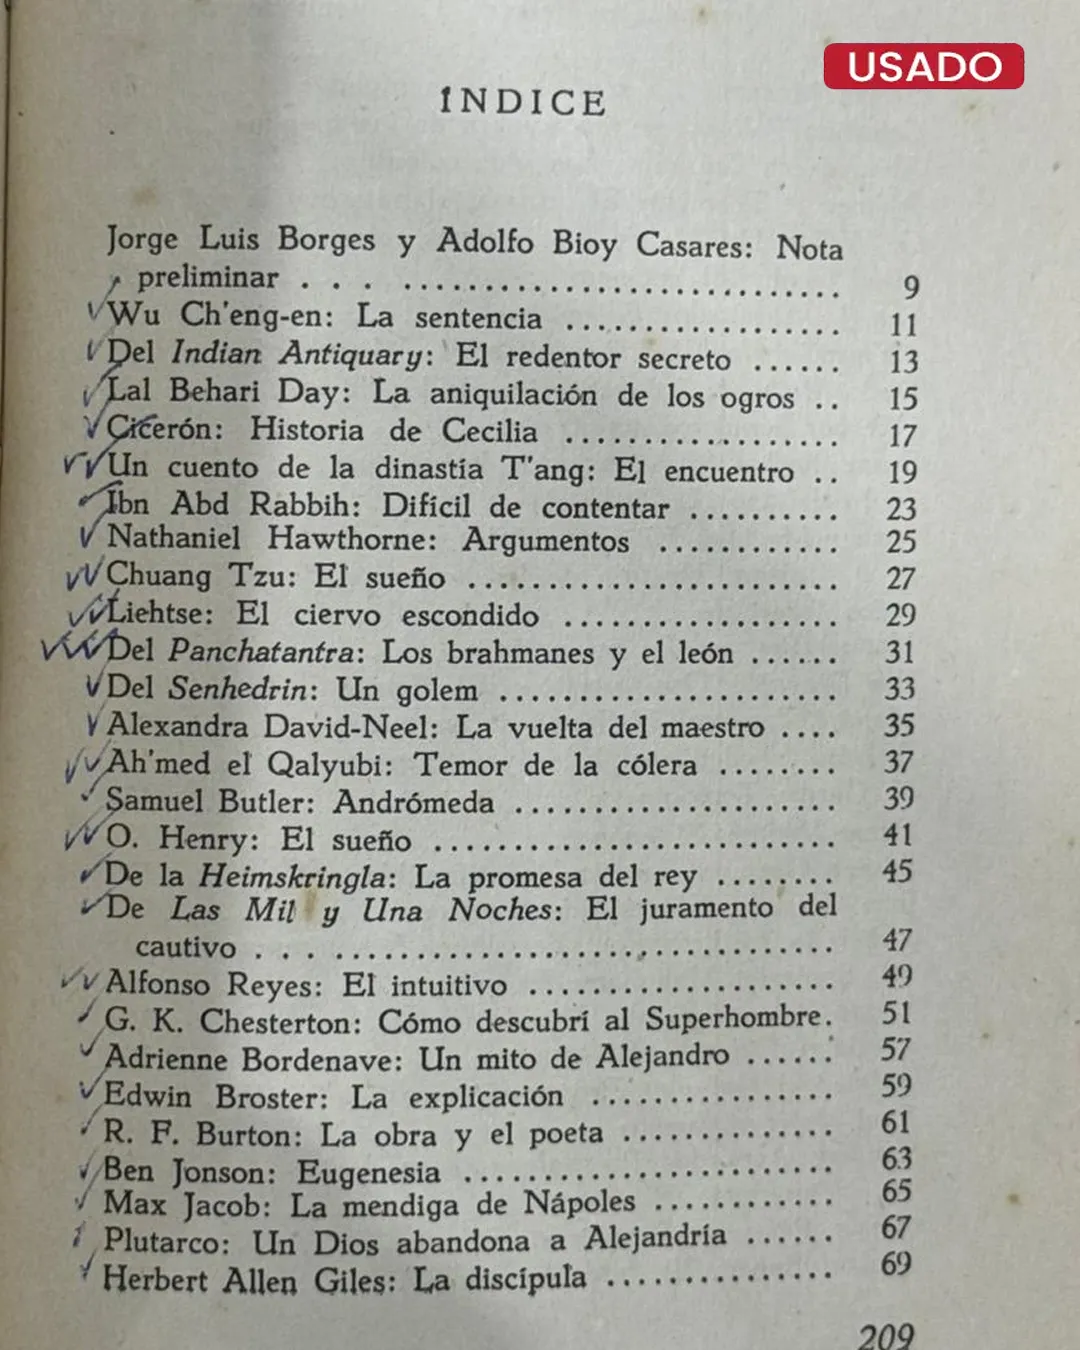 USADO
ÍNDICE
Jorge Luis Borges y Adolfo Bioy Casares: Nota
preliminar . . . .............................. 9
Wu Ch'eng-en: La sentencia ................... 11
Del Indian Antiquary: El redentor secreto ...... 13
Lal Behari Day: La aniquilación de los ogros .. 15
Cicerón: Historia de Cecilia ................... 17
Un cuento de la dinastía T'ang: El encuentro .. 19
Ibn Abd Rabbih: Difícil de contentar .......... 23
Nathaniel Hawthorne: Argumentos ............ 25
Chuang Tzu: El sueño ......................... 27
Liehtse: El ciervo escondido ................... 29
Del Panchatantra: Los brahmanes y el león ...... 31
Del Senhedrin: Un golem ....................... 33
Alexandra David-Neel: La vuelta del maestro .... 35
Ah'med el Qalyubi: Temor de la cólera ........ 37
Samuel Butler: Andrómeda ..................... 39
O. Henry: El sueño ........................... 41
De la Heimskringla: La promesa del rey ........ 45
De Las Mil y Una Noches: El juramento del
cautivo . . . ................................ 47
Alfonso Reyes: El intuitivo .................... 49
G. K. Chesterton: Cómo descubrí al Superhombre. 51
Adrienne Bordenave: Un mito de Alejandro ...... 57
Edwin Broster: La explicación ................ 59
R. F. Burton: La obra y el poeta .............. 61
Ben Jonson: Eugenesia ......................... 63
Max Jacob: La mendiga de Nápoles ............ 65
Plutarco: Un Dios abandona a Alejandría ...... 67
Herbert Allen Giles: La discípula ............... 69
209